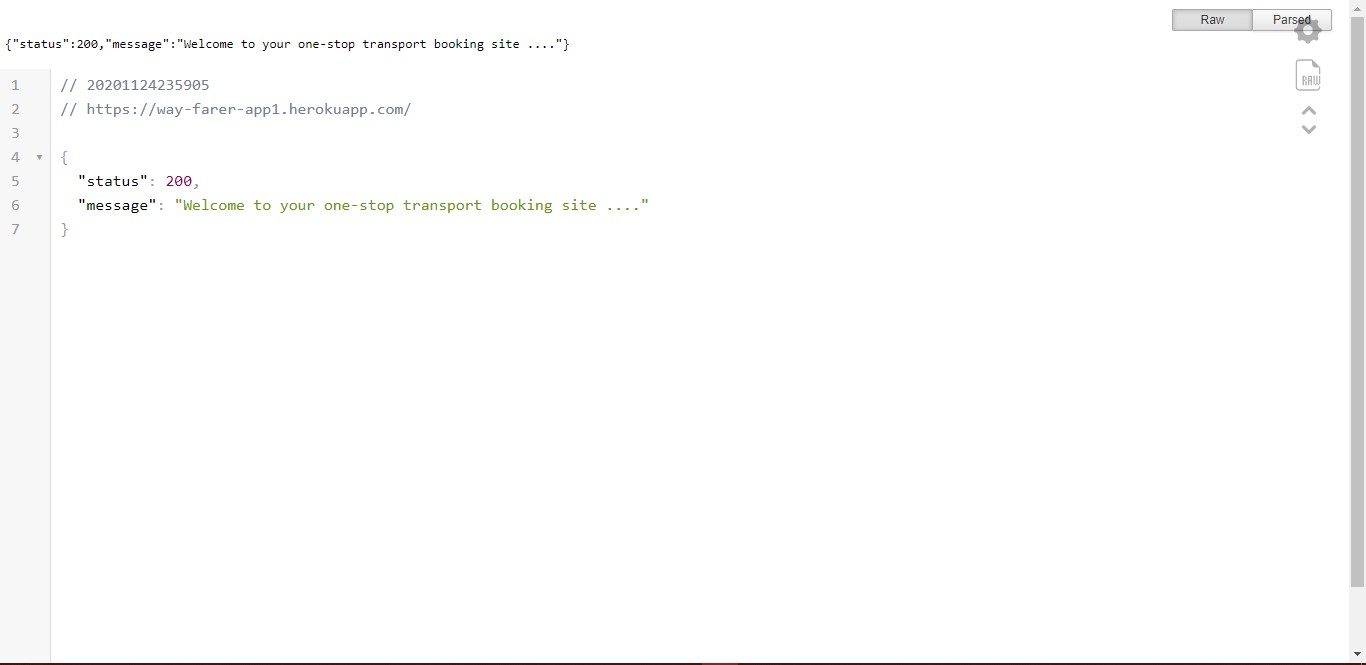 Raw Parsed
{"status":200,"message":"Welcome to your one-stop transport booking site ...."}
1 // 20201124235905
2 // https://way-farer-app1.herokuapp.com/
3
4 {
5 "status": 200,
6 "message": "Welcome to your one-stop transport booking site ...."
7 }
RAW